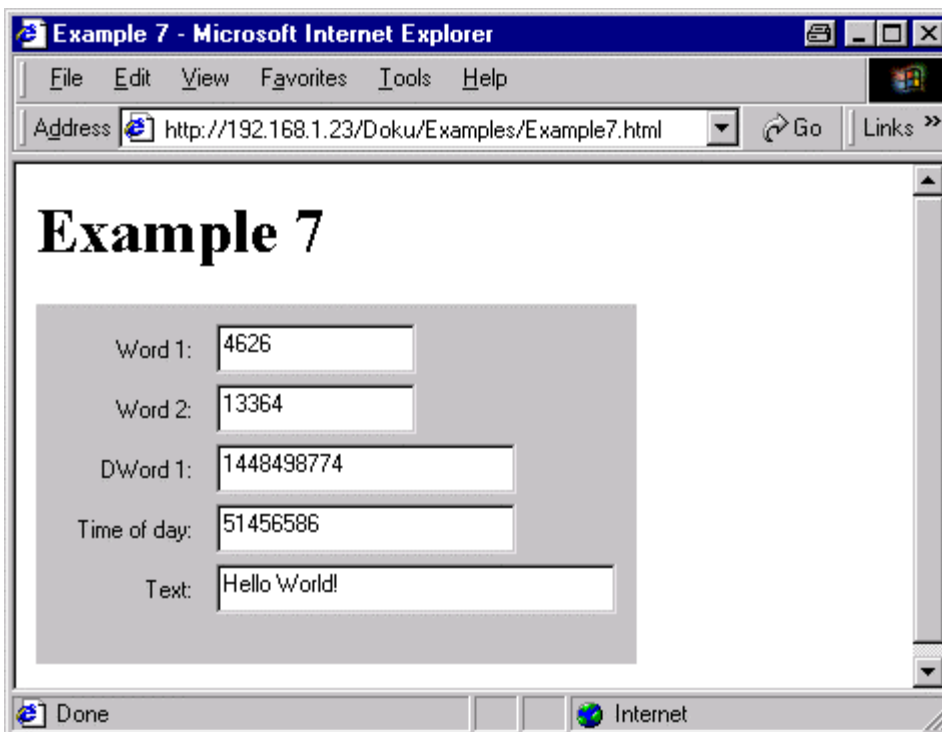 Example 7 - Microsoft Internet Explorer
File Edit View Favorites Tools Help
Address http://192.168.1.23/Doku/Examples/Example7.html Go Links »
Example 7
Word 1: 4626
Word 2: 13364
DWord 1: 1448498774
Time of day: 51456586
Text: Hello World!
Done Internet